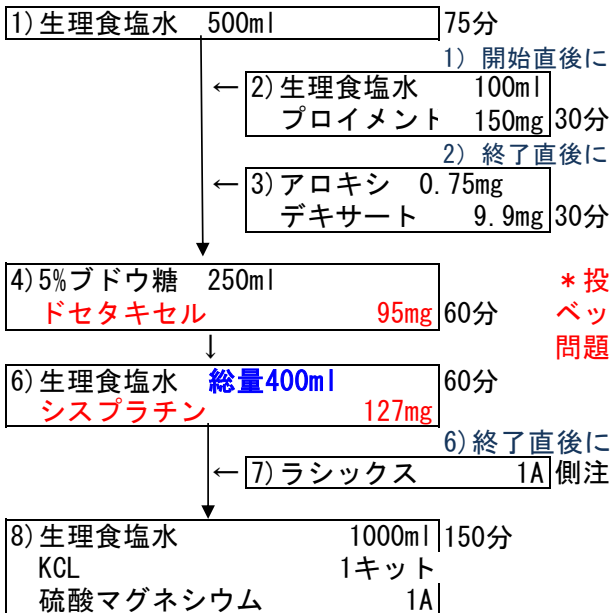 1)生理食塩水 500ml 75分
1) 開始直後に
← 2)生理食塩水 100ml
プロイメント 150mg 30分
2) 終了直後に
← 3)アロキシ 0.75mg
デキサート 9.9mg 30分
4)5%ブドウ糖 250ml *投
ドセタキセル 95mg 60分 ベッ
↓ 問題
6)生理食塩水 総量400ml 60分
シスプラチン 127mg
6)終了直後に
← 7)ラシックス 1A 側注
8)生理食塩水 1000ml 150分
KCL 1キット
硫酸マグネシウム 1A